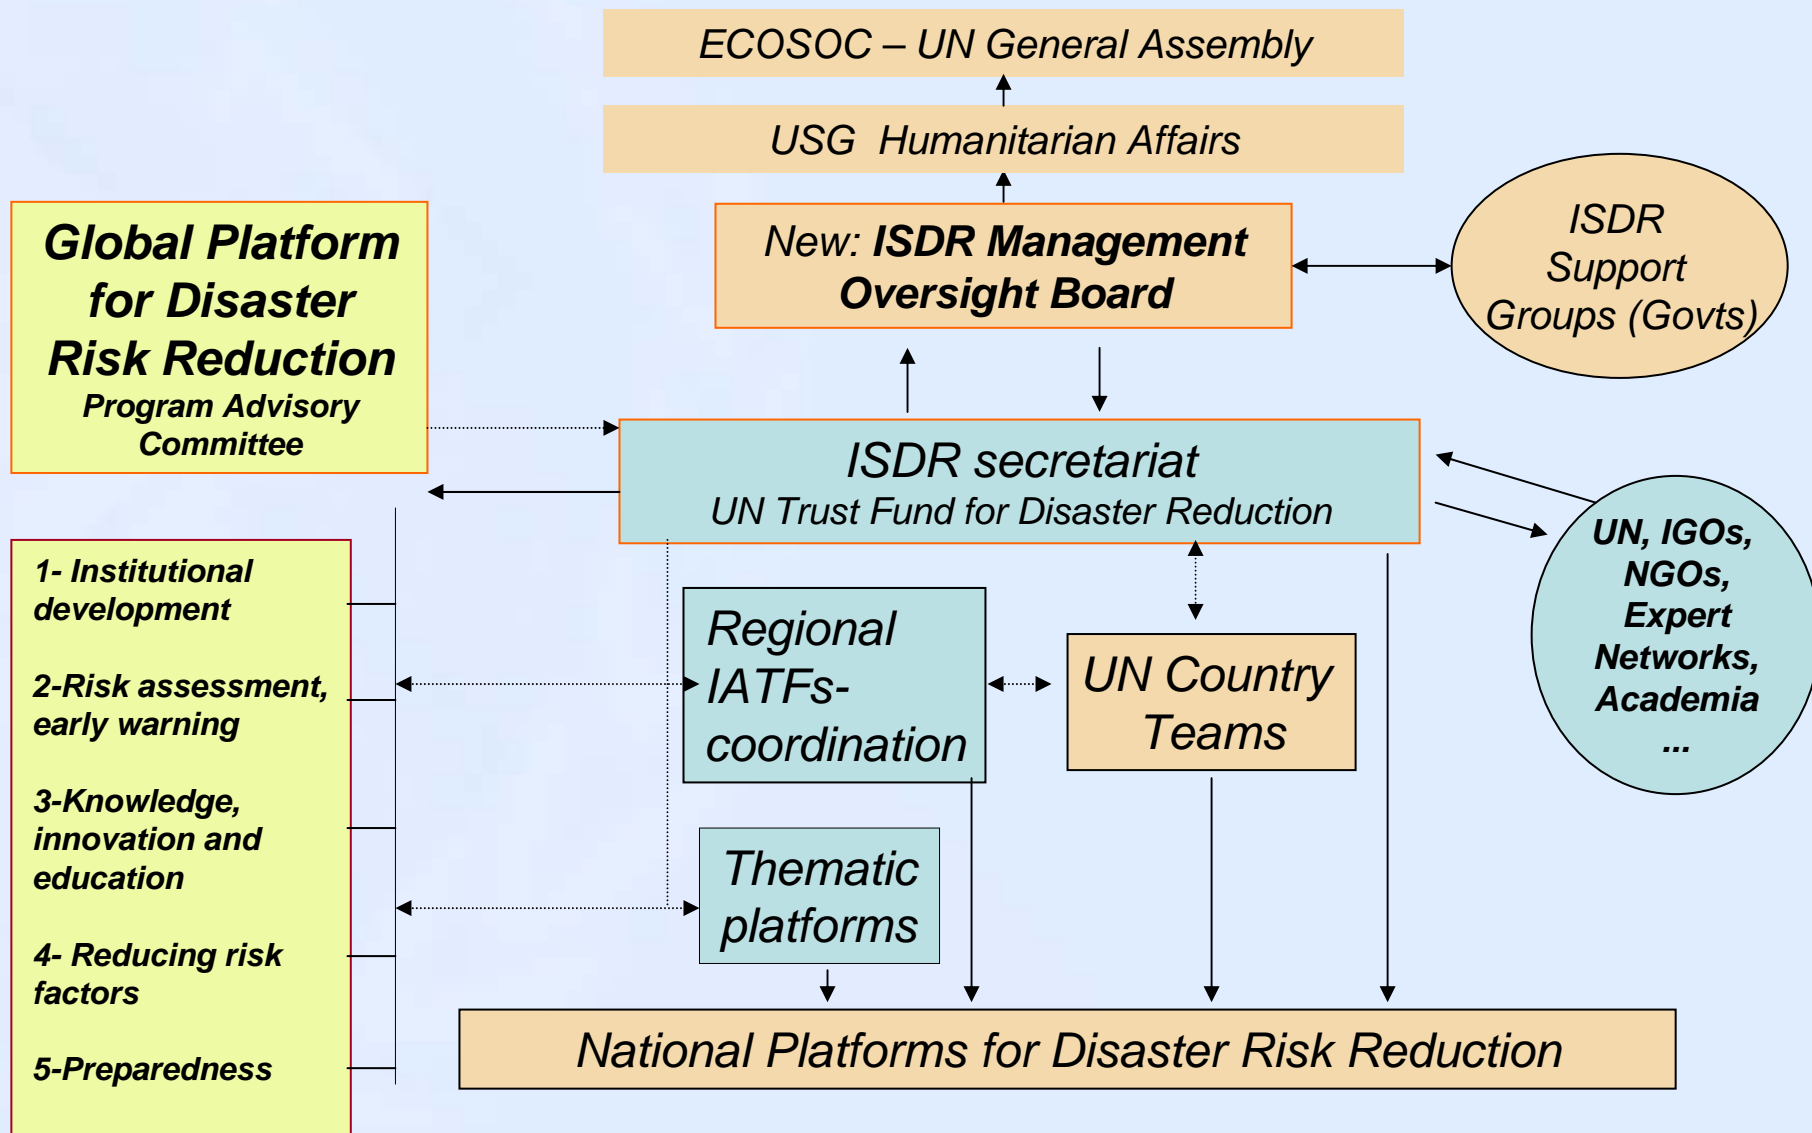 ECOSOC – UN General Assembly
USG Humanitarian Affairs
Global Platform
for Disaster
Risk Reduction
Program Advisory
Committee
New: ISDR Management
Oversight Board
ISDR
Support
Groups (Govts)
ISDR secretariat
UN Trust Fund for Disaster Reduction
UN, IGOs,
NGOs,
Expert
Networks,
Academia
...
1- Institutional
development
2-Risk assessment,
early warning
3-Knowledge,
innovation and
education
4- Reducing risk
factors
5-Preparedness
Regional
IATFs-
coordination
UN Country
Teams
Thematic
platforms
National Platforms for Disaster Risk Reduction